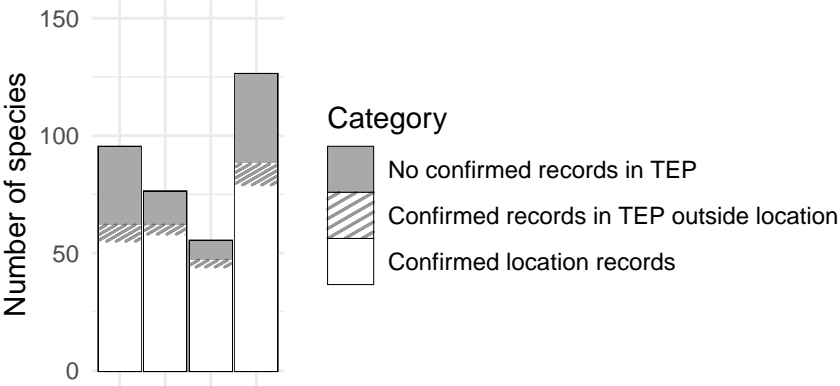 150
100
50
0
Number of species
Category
No confirmed records in TEP
Confirmed records in TEP outside location
Confirmed location records